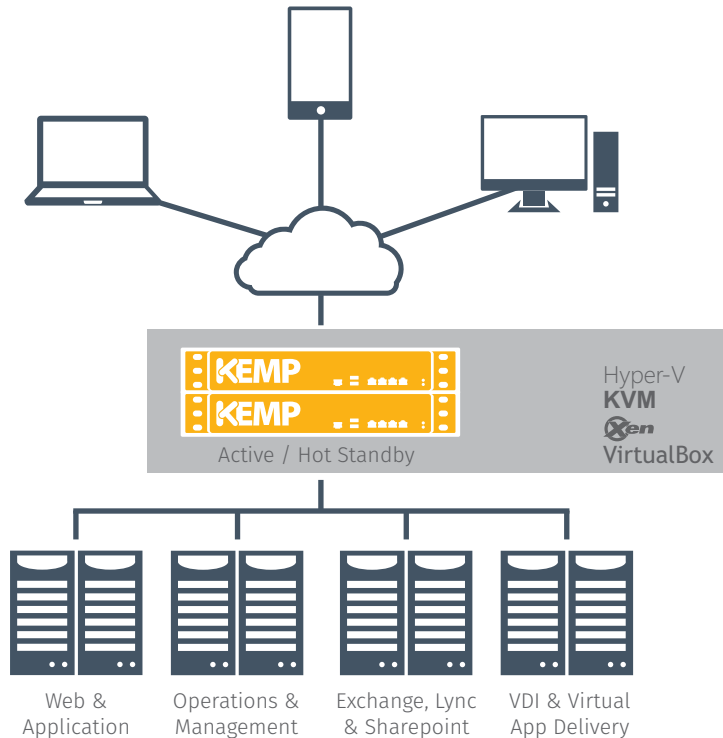 KEMP
KEMP
Active / Hot Standby
Hyper-V
KVM
Xen
VirtualBox
Web &
Application
Operations &
Management
Exchange, Lync
& Sharepoint
VDI & Virtual
App Delivery